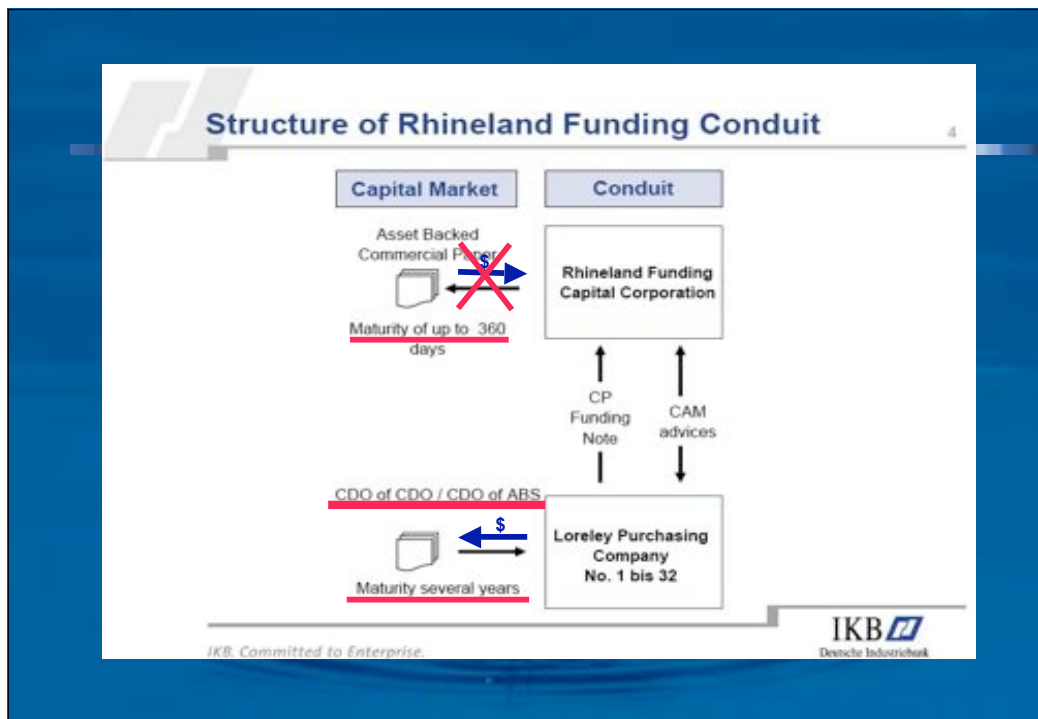 Structure of Rhineland Funding Conduit
4
Capital Market
Conduit
Asset Backed
Commercial Paper
$
Rhineland Funding
Capital Corporation
Maturity of up to 360
days
CP
Funding
Note
CAM
advices
CDO of CDO / CDO of ABS
$
Loreley Purchasing
Company
No. 1 bis 32
Maturity several years
IKB. Committed to Enterprise.
IKB
Deutsche Industriebank